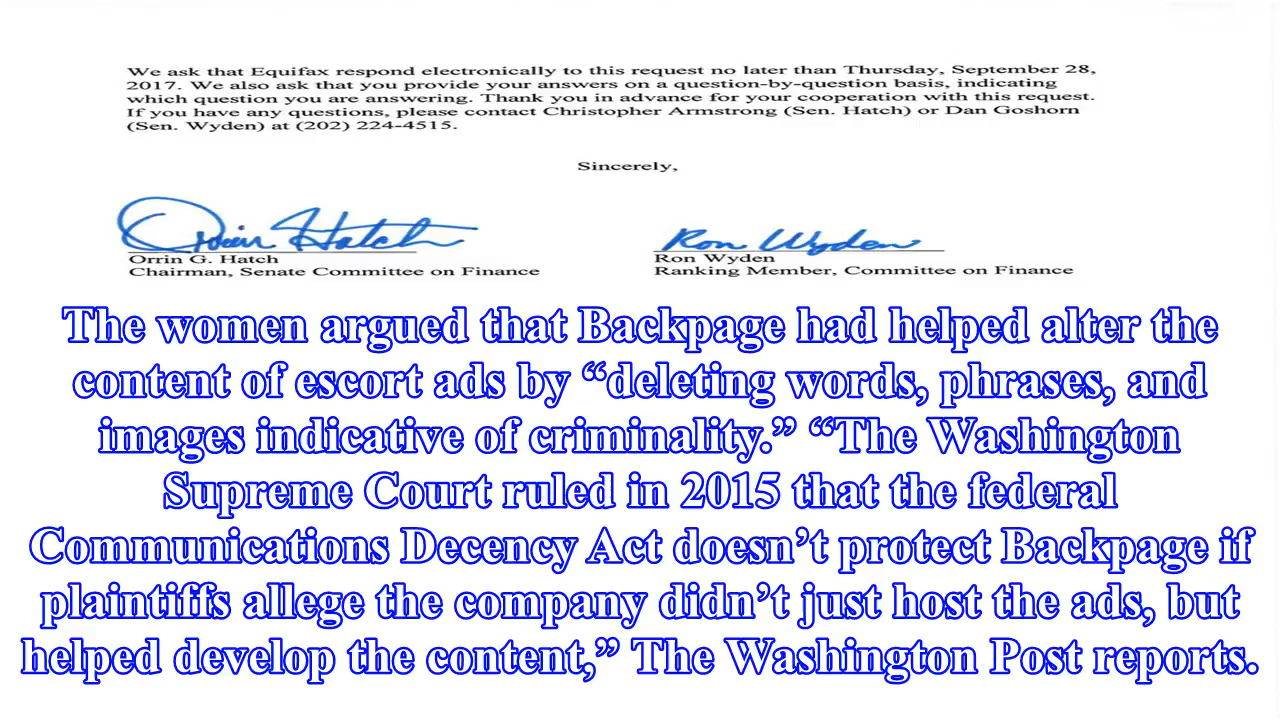 We ask that Equifax respond electronically to this request no later than Thursday, September 28,
2017. We also ask that you provide your answers on a question-by-question basis, indicating
which question you are answering. Thank you in advance for your cooperation with this request.
If you have any questions, please contact Christopher Armstrong (Sen. Hatch) or Dan Goshorn
(Sen. Wyden) at (202) 224-4515.
Sincerely,
Orrin Hatch
Ron Wyden
Orrin G. Hatch
Chairman, Senate Committee on Finance
Ron Wyden
Ranking Member, Committee on Finance
The women argued that Backpage had helped alter the
content of escort ads by “deleting words, phrases, and
images indicative of criminality.” “The Washington
Supreme Court ruled in 2015 that the federal
Communications Decency Act doesn’t protect Backpage if
plaintiffs allege the company didn’t just host the ads, but
helped develop the content,” The Washington Post reports.